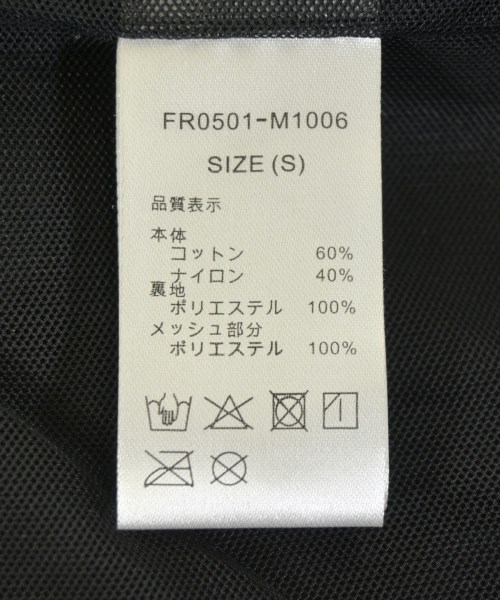 FR0501-M1006
SIZE (S)
品質表示
本体
コットン 60%
ナイロン 40%
裏地
ポリエステル 100%
メッシュ部分
ポリエステル 100%